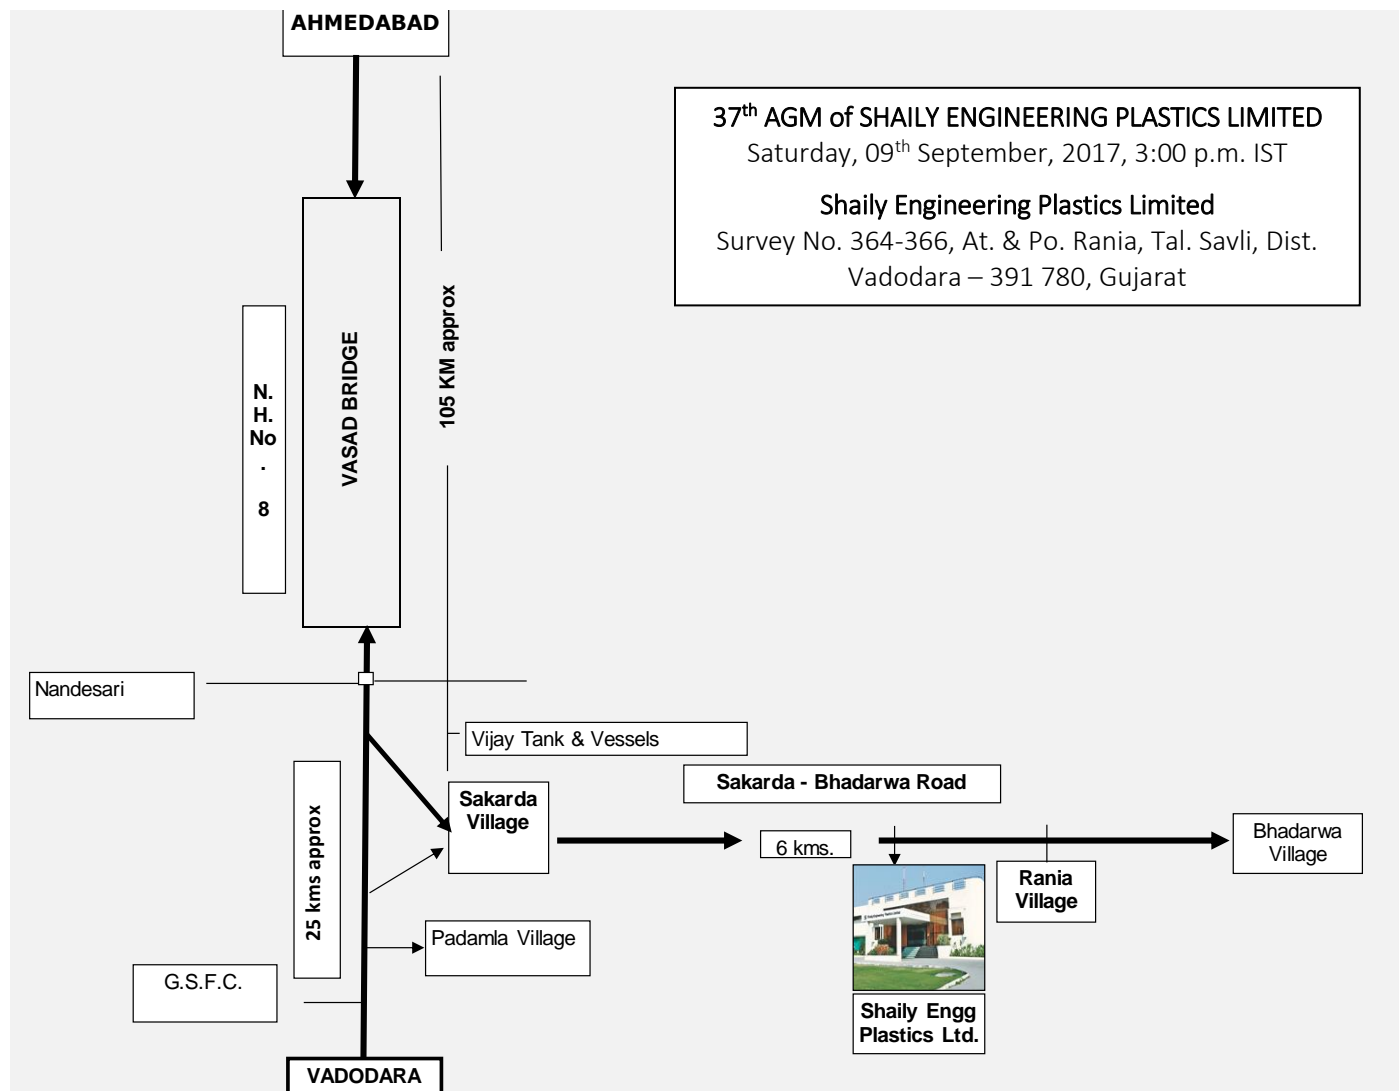 AHMEDABAD
37th AGM of SHAILY ENGINEERING PLASTICS LIMITED
Saturday, 09th September, 2017, 3:00 p.m. IST
Shaily Engineering Plastics Limited
Survey No. 364-366, At. & Po. Rania, Tal. Savli, Dist.
Vadodara – 391 780, Gujarat
N.
H.
No
.
8
VASAD BRIDGE
105 KM approx
Nandesari
Vijay Tank & Vessels
25 kms approx
Sakarda
Village
Sakarda - Bhadarwa Road
6 kms.
Bhadarwa
Village
Rania
Village
Padamla Village
G.S.F.C.
Shaily Engg
Plastics Ltd.
VADODARA